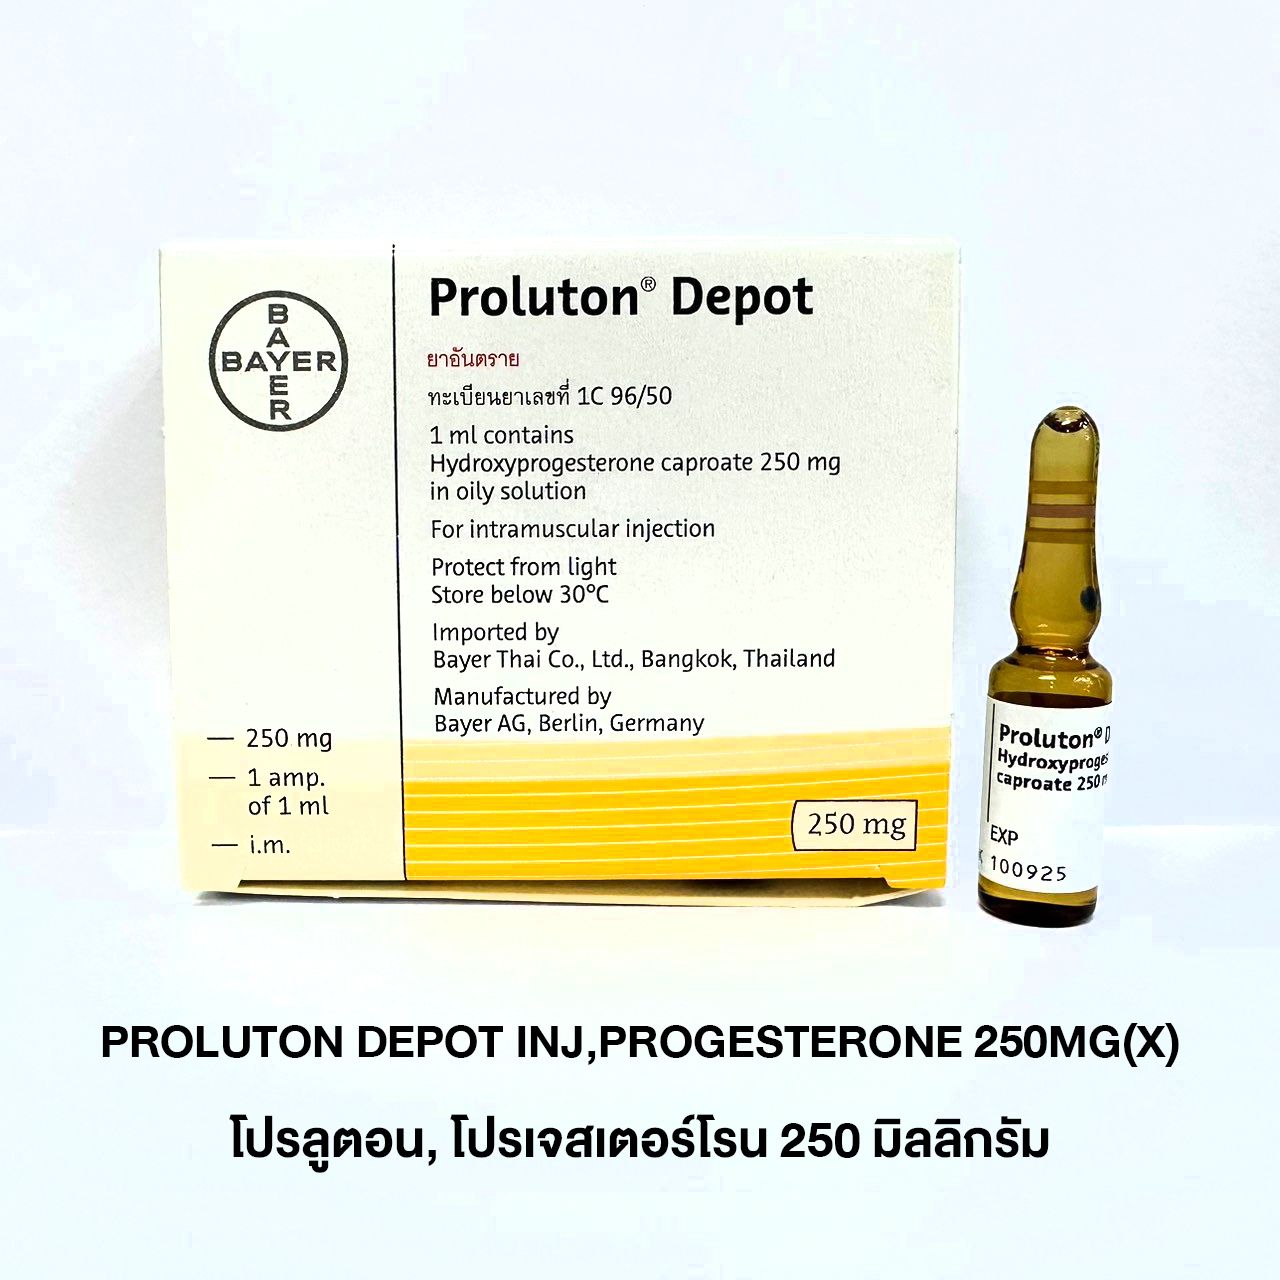 BAYER
BAYER
Proluton® Depot
ยาอันตราย
ทะเบียนยาเลขที่ 1C 96/50
1 ml contains
Hydroxyprogesterone caproate 250 mg
in oily solution
For intramuscular injection
Protect from light
Store below 30°C
Imported by
Bayer Thai Co., Ltd., Bangkok, Thailand
Manufactured by
Bayer AG, Berlin, Germany
250 mg
1 amp.
of 1 ml
i.m.
250 mg
Proluton® D
Hydroxyproges
caproate 250
EXP
100925
PROLUTON DEPOT INJ,PROGESTERONE 250MG(X)
โปรลูตอน, โปรเจสเตอร์โรน 250 มิลลิกรัม